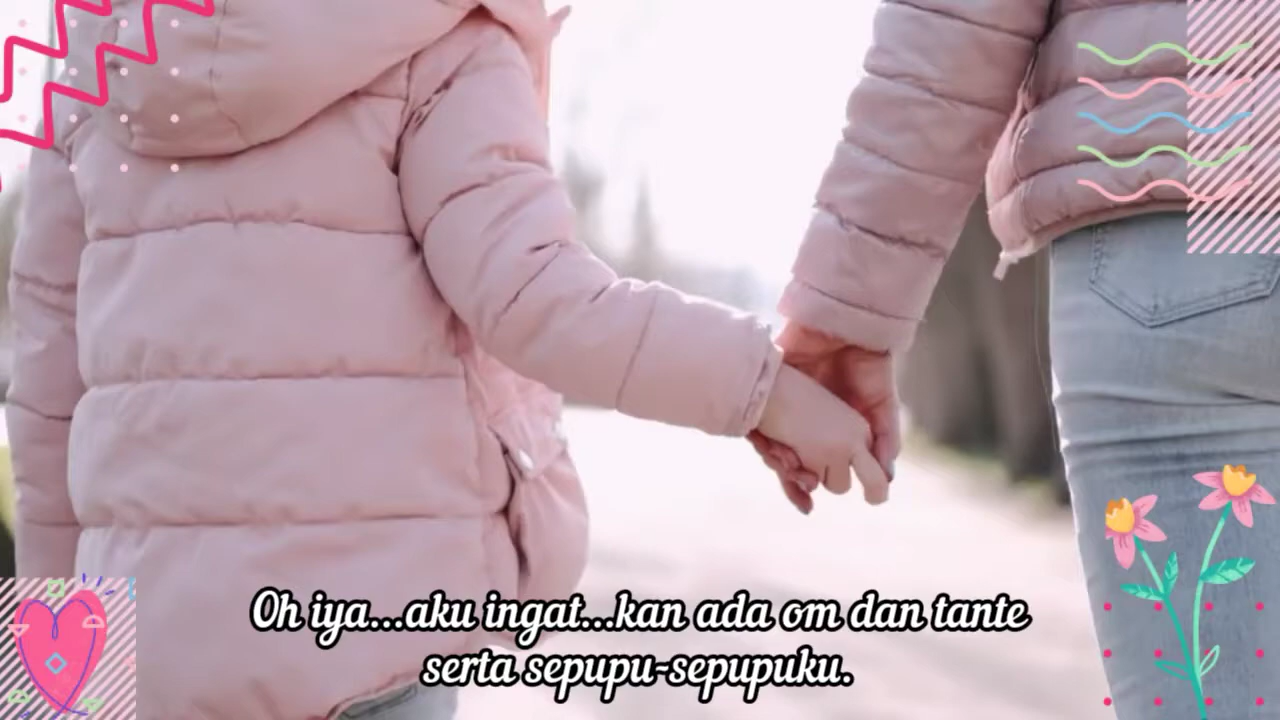 Oh iya...aku ingat...kan ada om dan tante
serta sepupu-sepupuku.